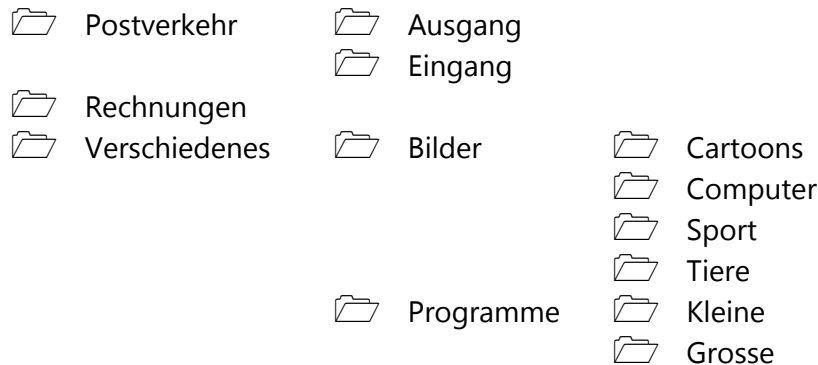 Postverkehr Ausgang
Eingang
Rechnungen
Verschiedenes Bilder Cartoons
Computer
Sport
Tiere
Programme Kleine
Grosse